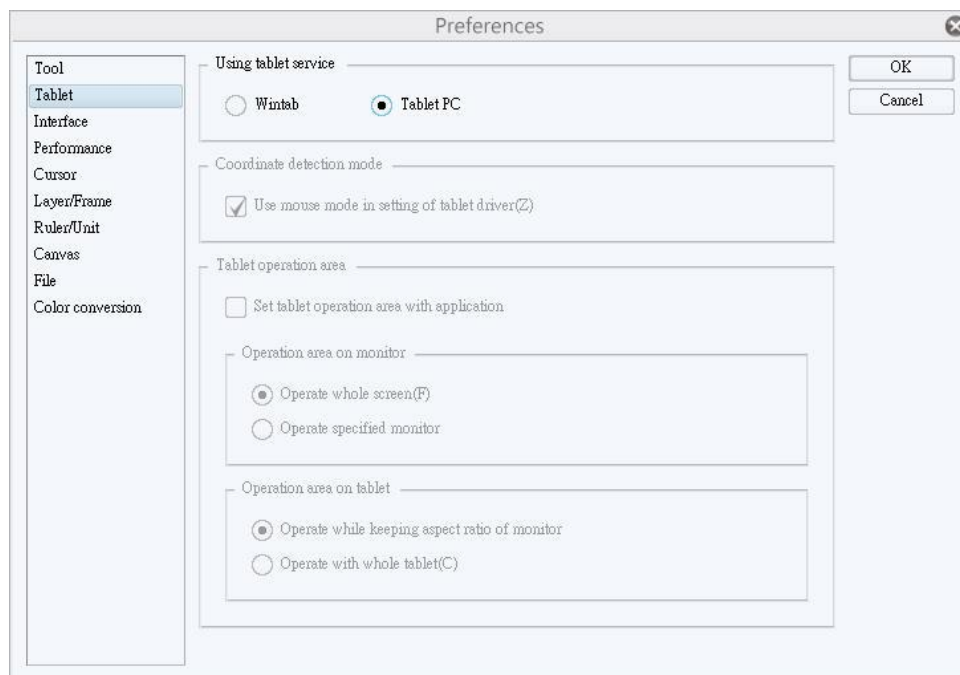 Preferences
Tool
Tablet
Interface
Performance
Cursor
Layer/Frame
Ruler/Unit
Canvas
File
Color conversion
Using tablet service
Wintab Tablet PC
Coordinate detection mode
Use mouse mode in setting of tablet driver(Z)
Tablet operation area
Set tablet operation area with application
Operation area on monitor
Operate whole screen(F)
Operate specified monitor
Operation area on tablet
Operate while keeping aspect ratio of monitor
Operate with whole tablet(C)
OK
Cancel